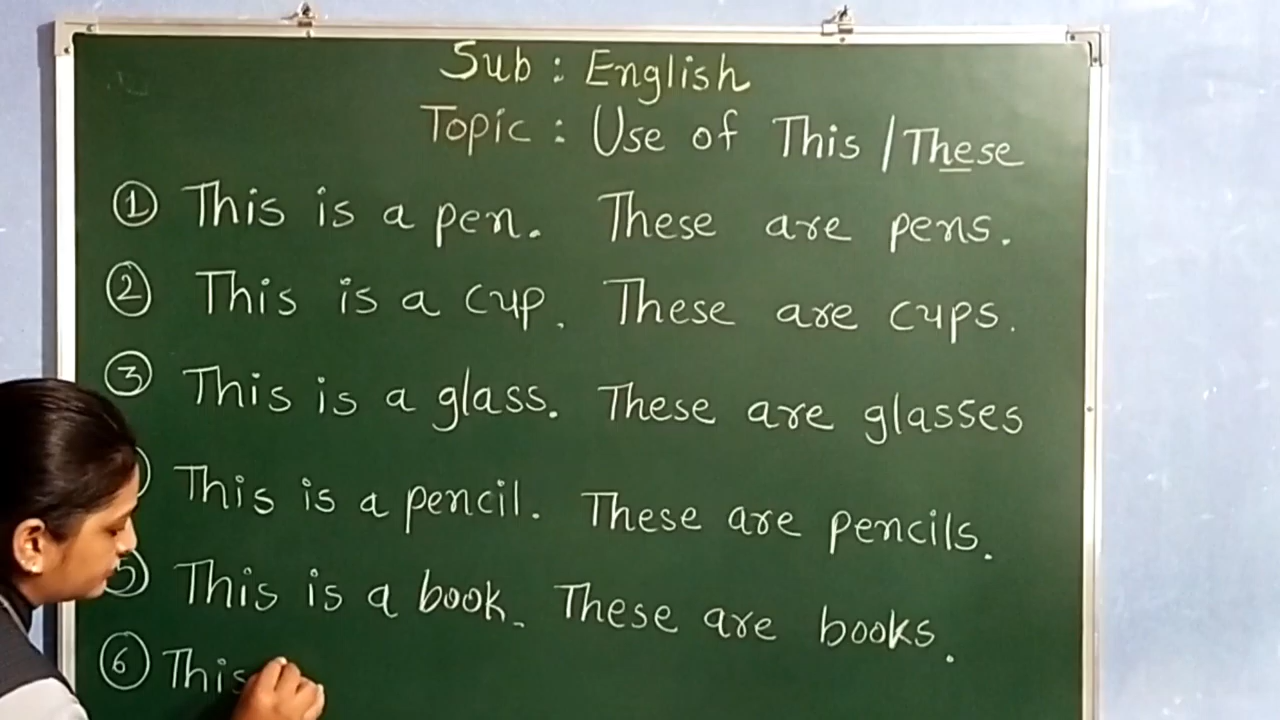 Sub : English
Topic : Use of This / These
① This is a pen. These are pens.
② This is a cup. These are cups.
③ This is a glass. These are glasses
This is a pencil. These are pencils.
5 This is a book. These are books.
⑥ This